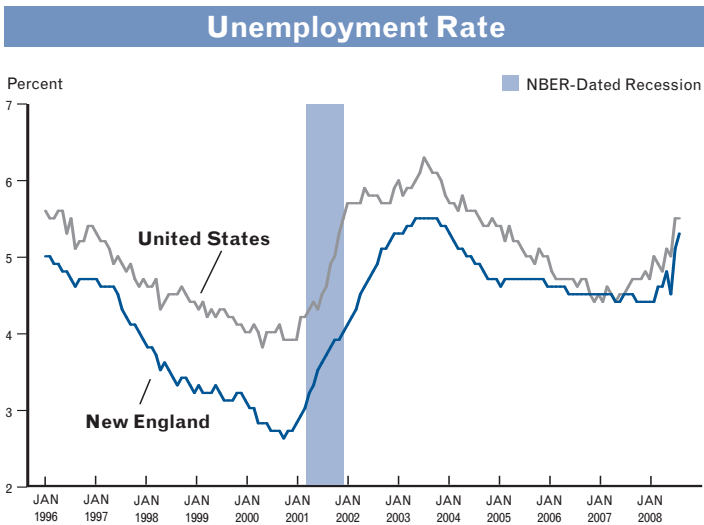 Unemployment Rate
Percent
NBER-Dated Recession
7
6
5
4
3
2
United States
New England
JAN JAN JAN JAN JAN JAN JAN JAN JAN JAN JAN JAN JAN
1996 1997 1998 1999 2000 2001 2002 2003 2004 2005 2006 2007 2008